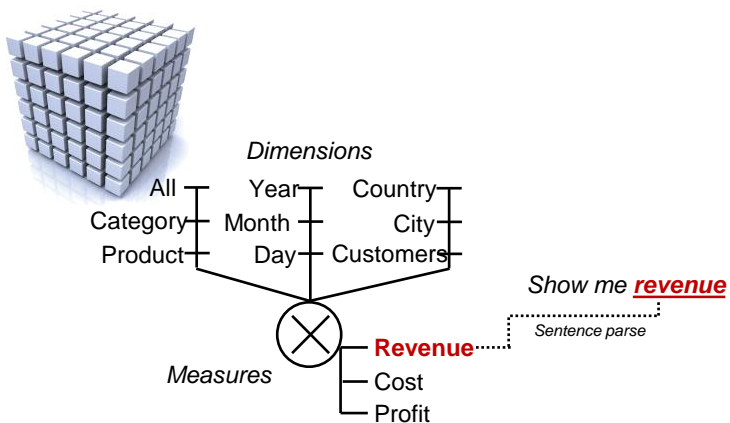 Dimensions
All Year Country
Category Month City
Product Day Customers
Show me revenue
Sentence parse
Revenue
Measures
Cost
Profit